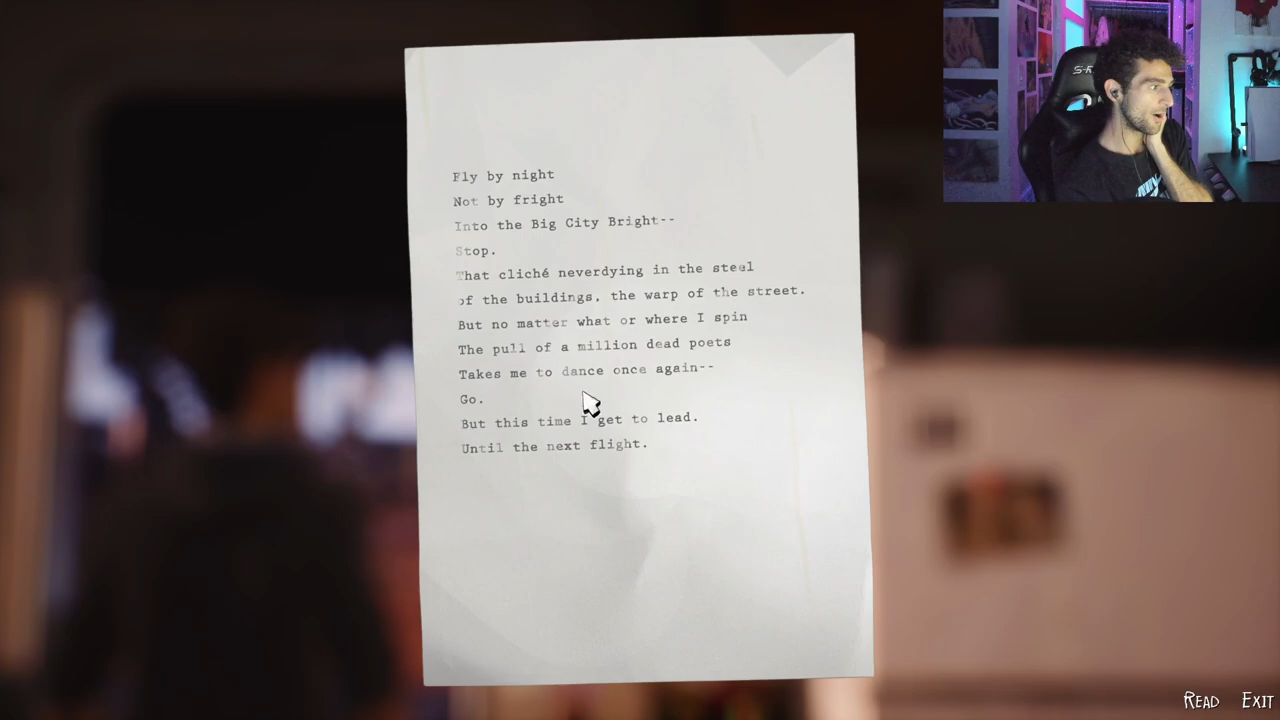 Fly by night
Not by fright
Into the Big City Bright--
Stop.
That cliché neverdying in the steel
of the buildings, the warp of the street.
But no matter what or where I spin
The pull of a million dead poets
Takes me to dance once again--
Go.
But this time I get to lead.
Until the next flight.
READ
EXIT